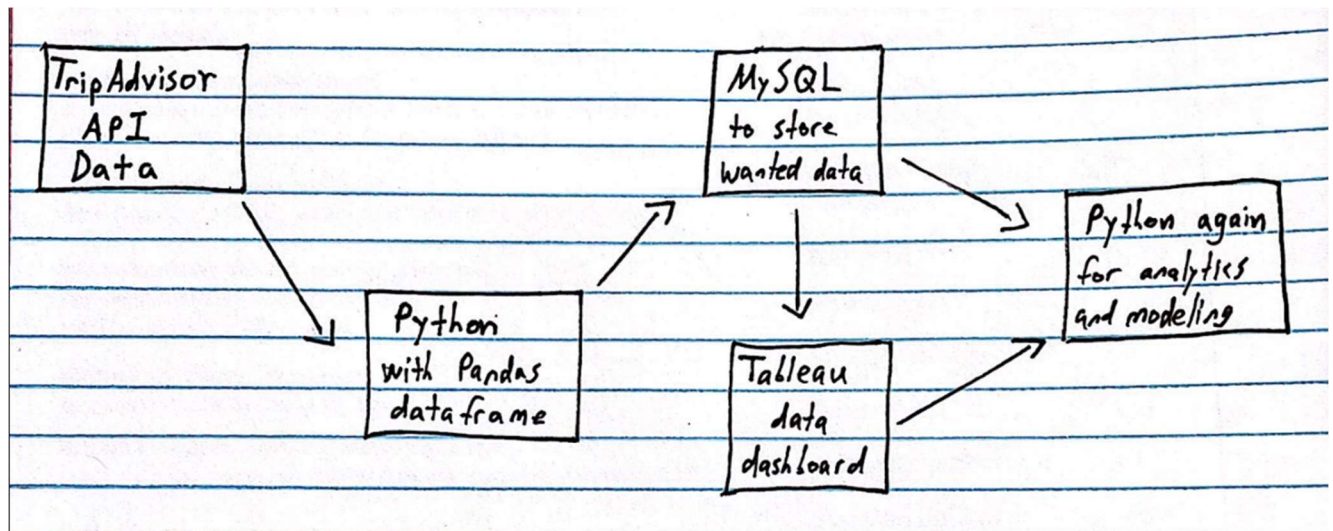 TripAdvisor
API
Data
Python
with Pandas
dataframe
MySQL
to store
wanted data
Tableau
data
dashboard
Python again
for analytics
and modeling